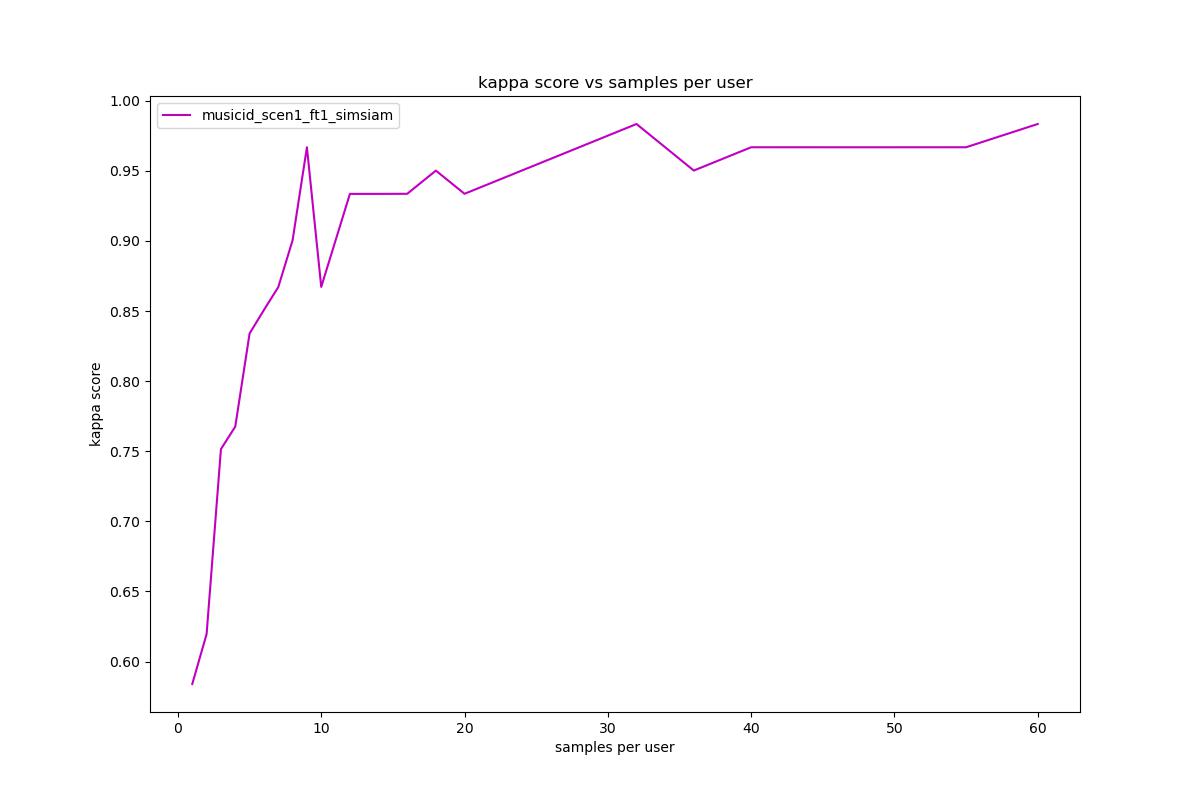 kappa score vs samples per user
musicid_scen1_ft1_simsiam
1.00
0.95
0.90
0.85
0.80
0.75
0.70
0.65
0.60
kappa score
0 10 20 30 40 50 60
samples per user